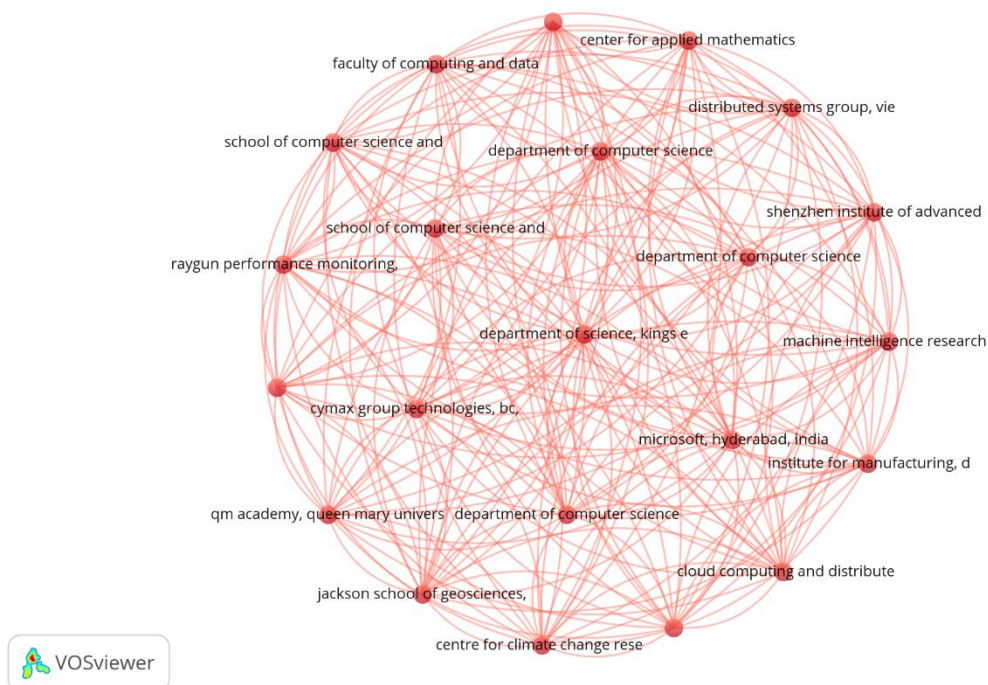 center for applied mathematics
faculty of computing and data
distributed systems group, vie
school of computer science and
department of computer science
shenzhen institute of advanced
school of computer science and
department of computer science
raygun performance monitoring,
department of science, kings e
machine intelligence research
cymax group technologies, bc,
microsoft, hyderabad, india
institute for manufacturing, d
qm academy, queen mary univers
department of computer science
cloud computing and distribute
jackson school of geosciences,
centre for climate change rese
VOSviewer